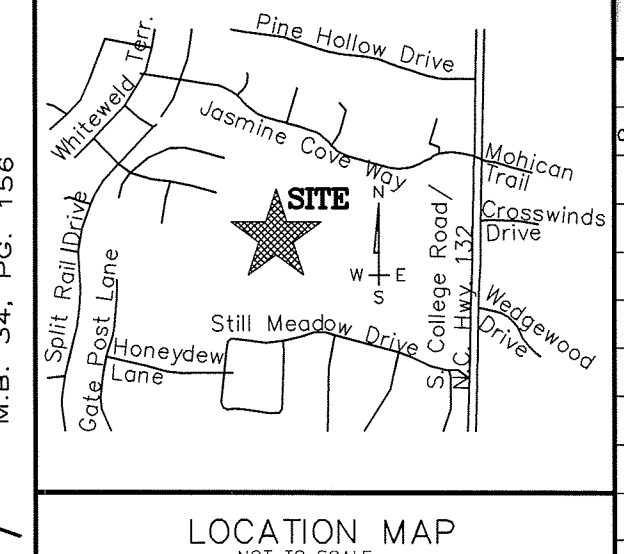 Pine Hollow Drive
Whiteweld Terr.
Jasmine Cove Way
Mohican
Trail
SITE
N
W E
S
Crosswinds
Drive
S. College Road/
N.C. Hwy. 132
Split Rail Drive
Gate Post Lane
Honeydew
Lane
Still Meadow Drive
Wedgewood
Drive
M.B. 34, PG. 156
LOCATION MAP
NOT TO SCALE